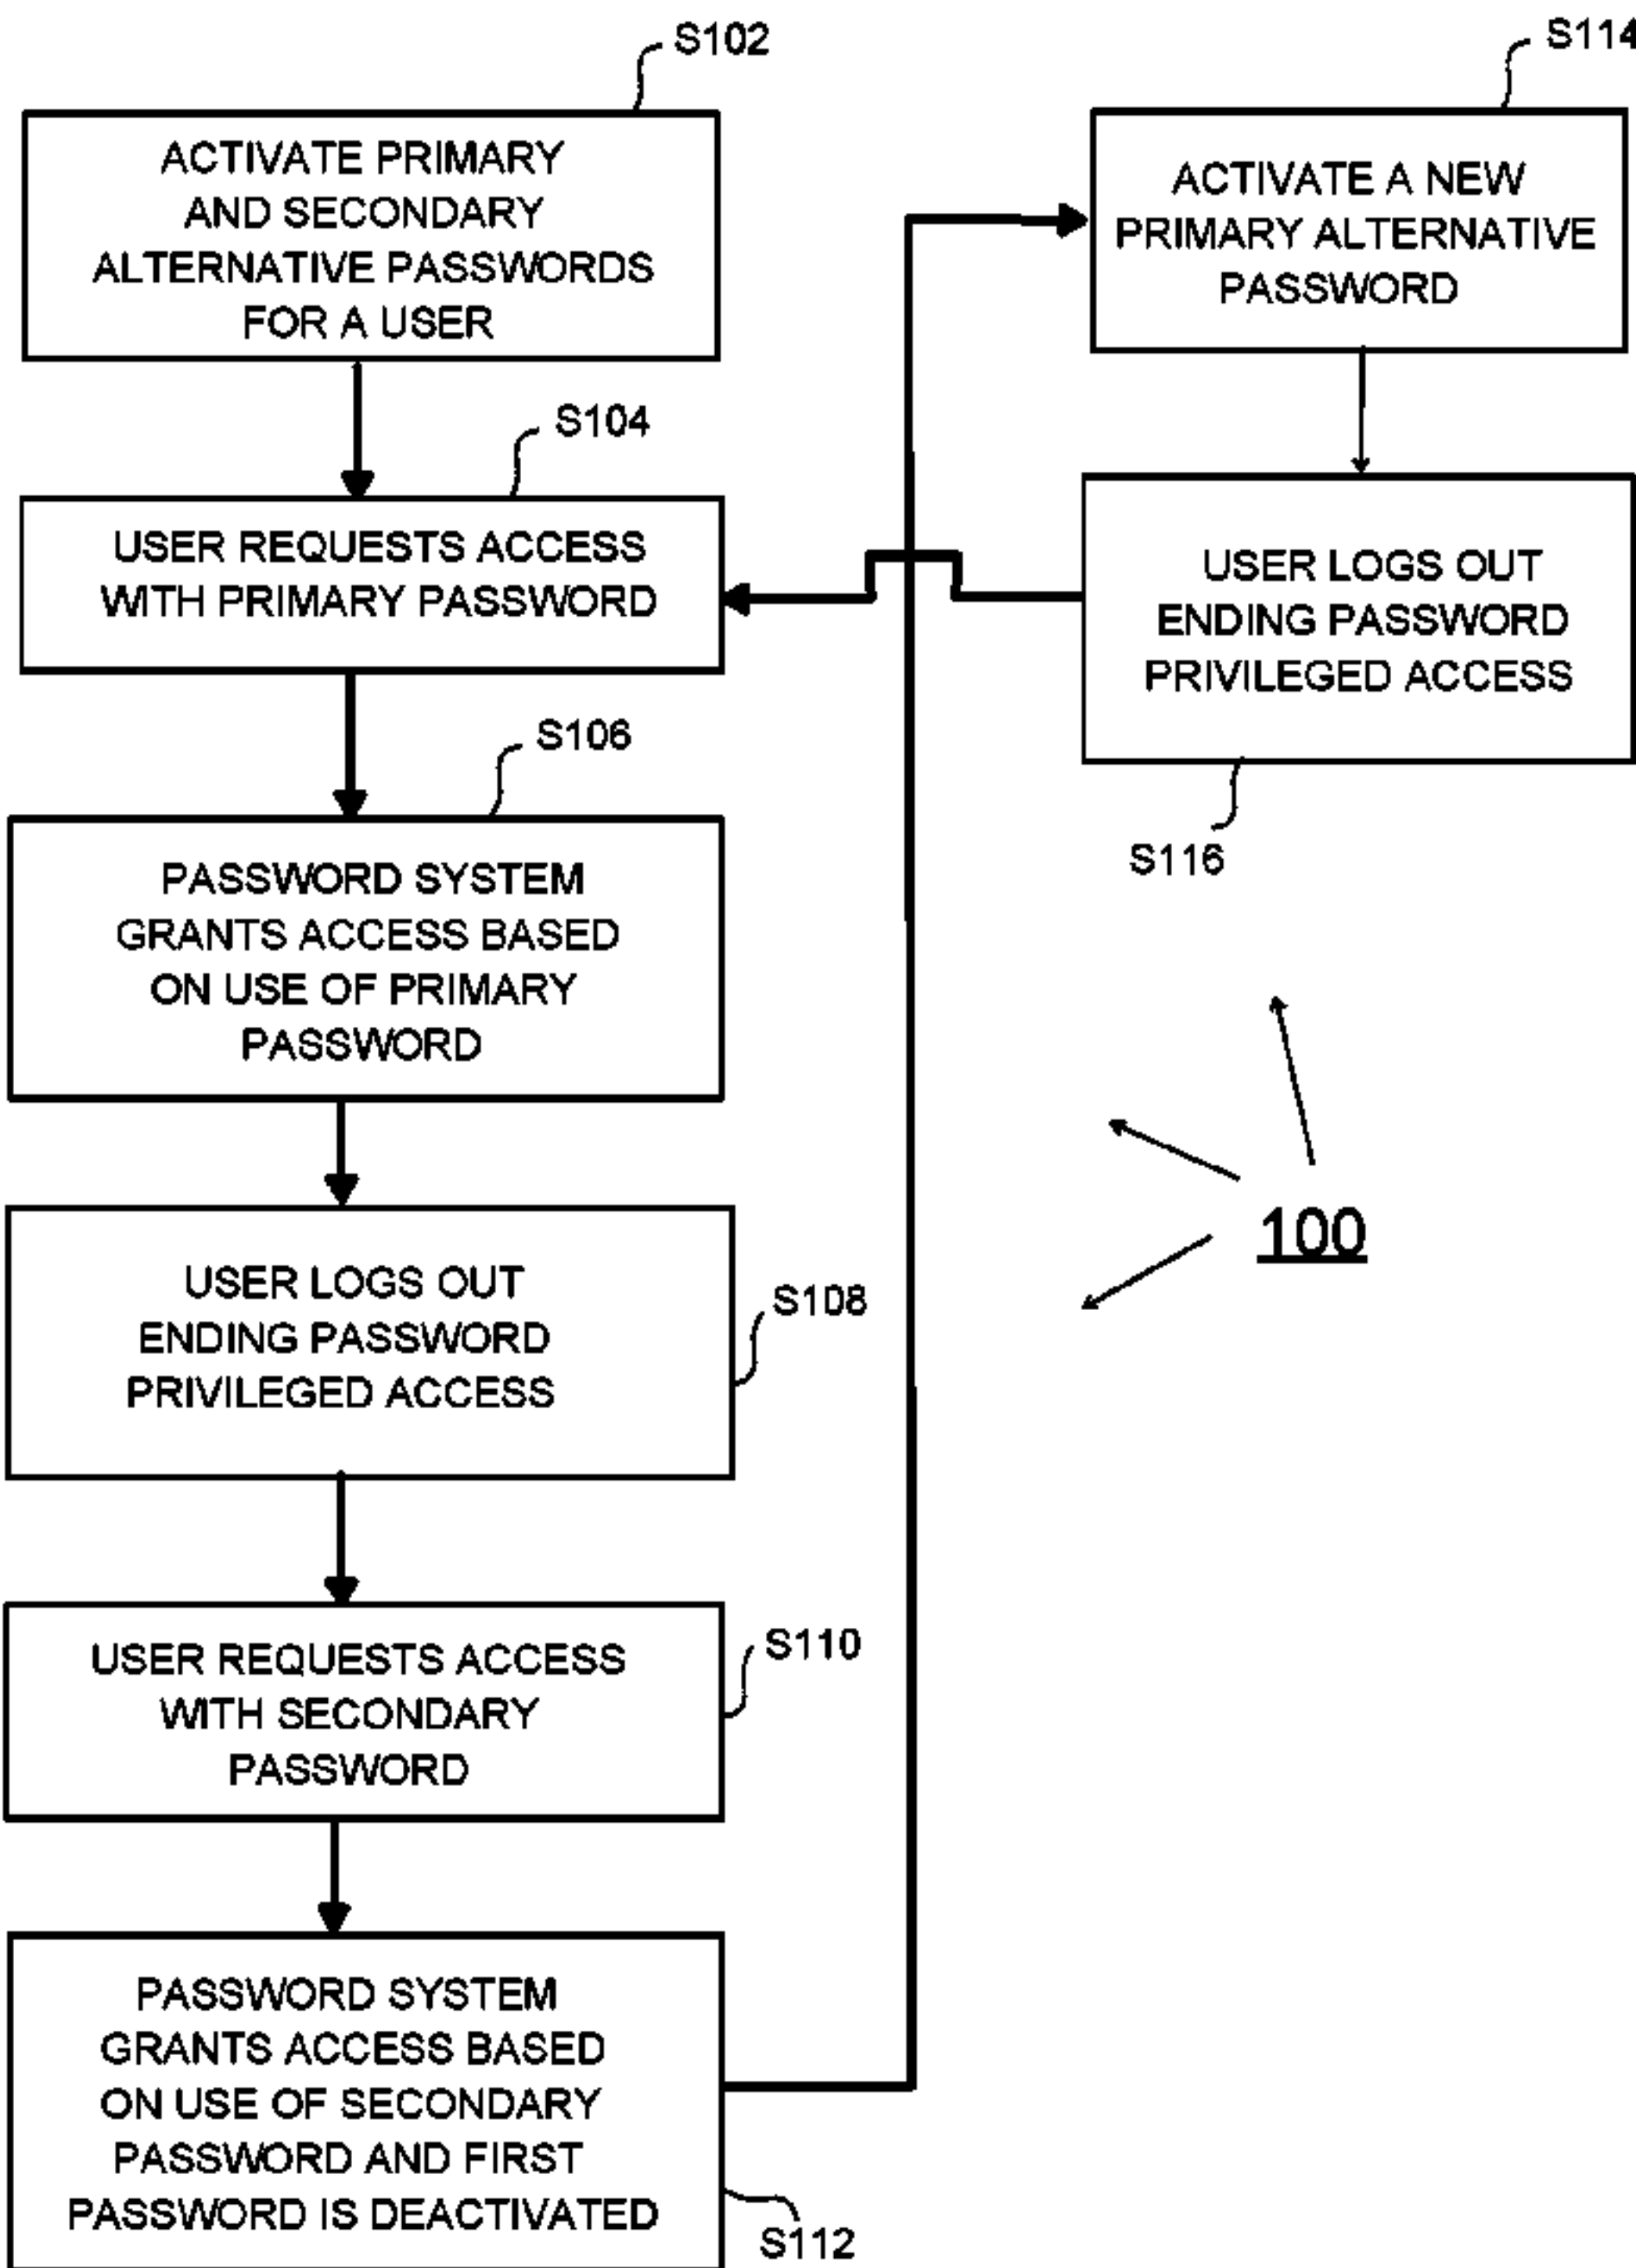 S102
ACTIVATE PRIMARY
AND SECONDARY
ALTERNATIVE PASSWORDS
FOR A USER
S104
USER REQUESTS ACCESS
WITH PRIMARY PASSWORD
S106
PASSWORD SYSTEM
GRANTS ACCESS BASED
ON USE OF PRIMARY
PASSWORD
USER LOGS OUT
ENDING PASSWORD
PRIVILEGED ACCESS
S108
USER REQUESTS ACCESS
WITH SECONDARY
PASSWORD
S110
PASSWORD SYSTEM
GRANTS ACCESS BASED
ON USE OF SECONDARY
PASSWORD AND FIRST
PASSWORD IS DEACTIVATED
S112
S114
ACTIVATE A NEW
PRIMARY ALTERNATIVE
PASSWORD
USER LOGS OUT
ENDING PASSWORD
PRIVILEGED ACCESS
S116
100